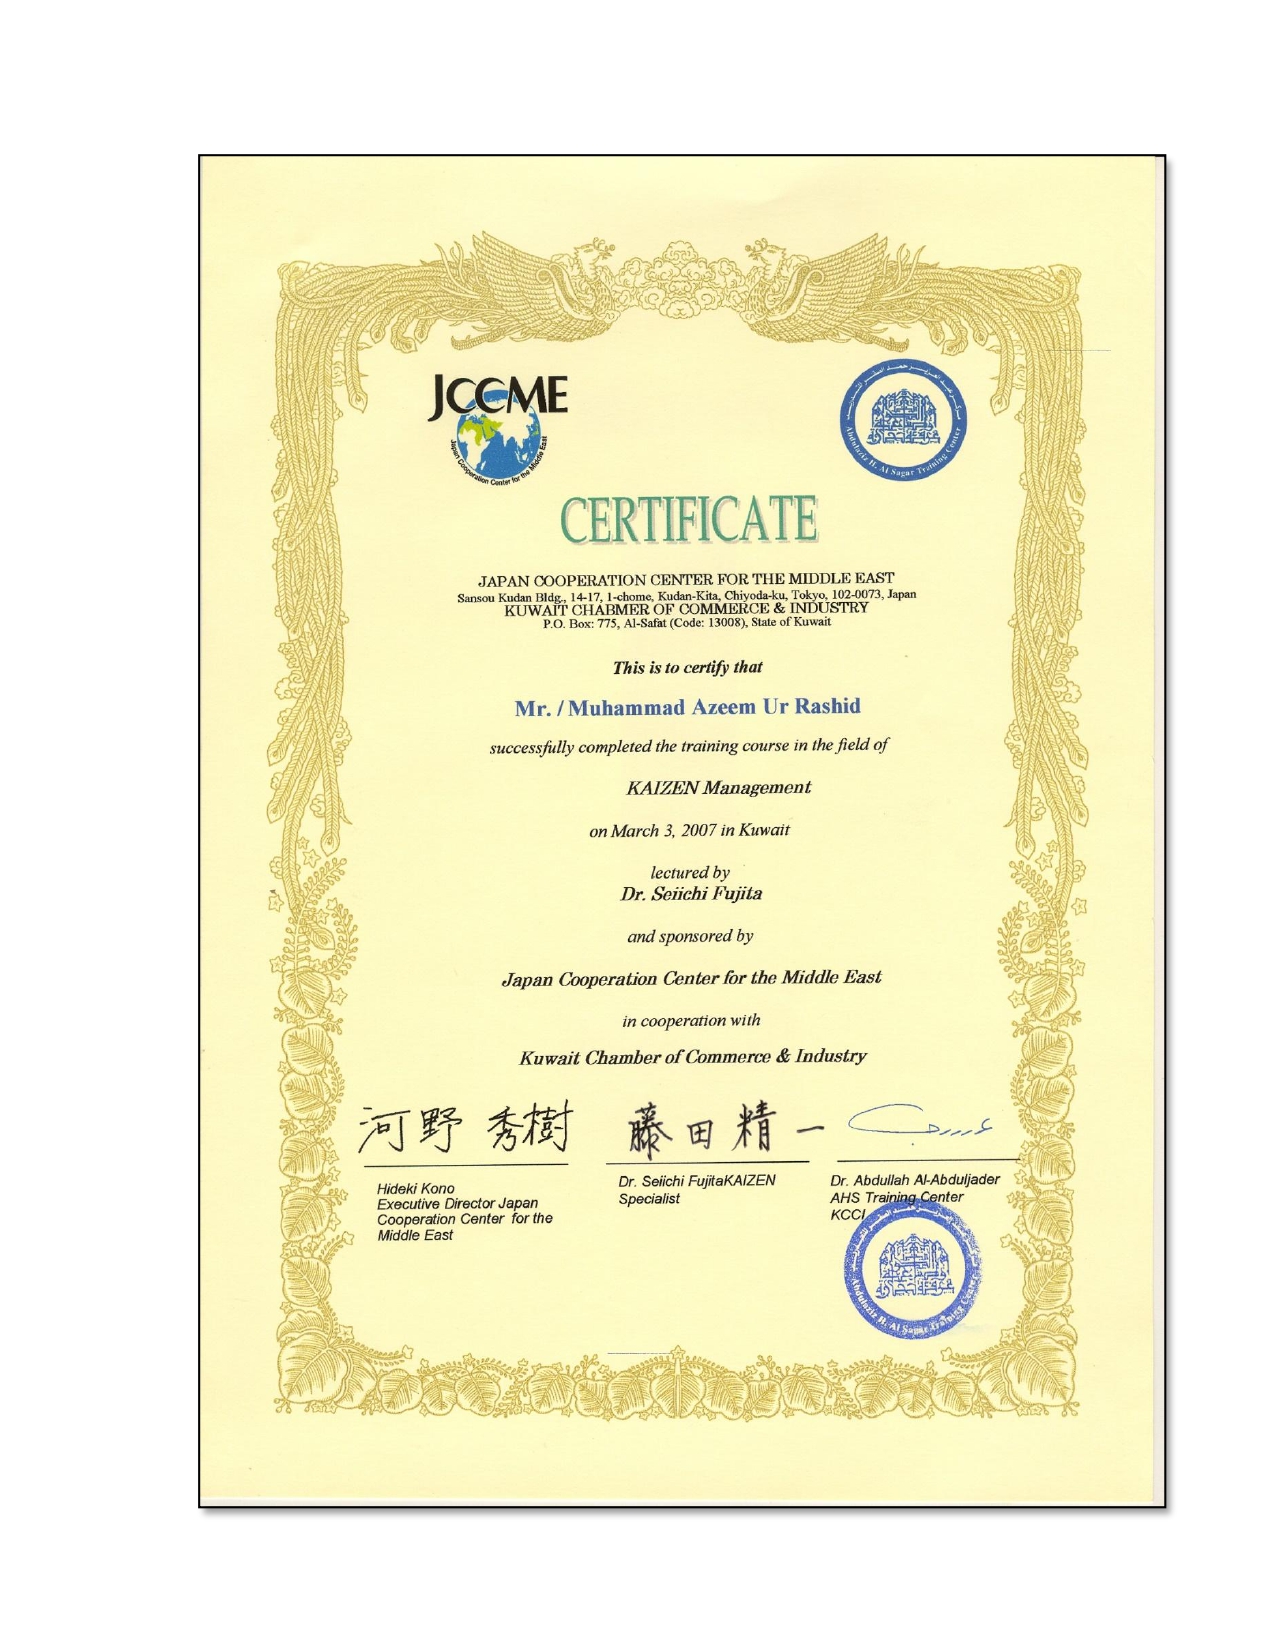 JCCME
Japan Cooperation Center for the Middle East
Abdulaziz H. Al Sagar Training Center
CERTIFICATE
JAPAN COOPERATION CENTER FOR THE MIDDLE EAST
Sansou Kudan Bldg., 14-17, 1-chome, Kudan-Kita, Chiyoda-ku, Tokyo, 102-0073, Japan
KUWAIT CHABMER OF COMMERCE & INDUSTRY
P.O. Box: 775, Al-Safat (Code: 13008), State of Kuwait
This is to certify that
Mr. / Muhammad Azeem Ur Rashid
successfully completed the training course in the field of
KAIZEN Management
on March 3, 2007 in Kuwait
lectured by
Dr. Seiichi Fujita
and sponsored by
Japan Cooperation Center for the Middle East
in cooperation with
Kuwait Chamber of Commerce & Industry
河野 秀樹
藤田 精一
Hideki Kono
Executive Director Japan
Cooperation Center for the
Middle East
Dr. Seiichi FujitaKAIZEN
Specialist
Dr. Abdullah Al-Abduljader
AHS Training Center
KCCI
Abdulaziz H. Al Sagar Training Center